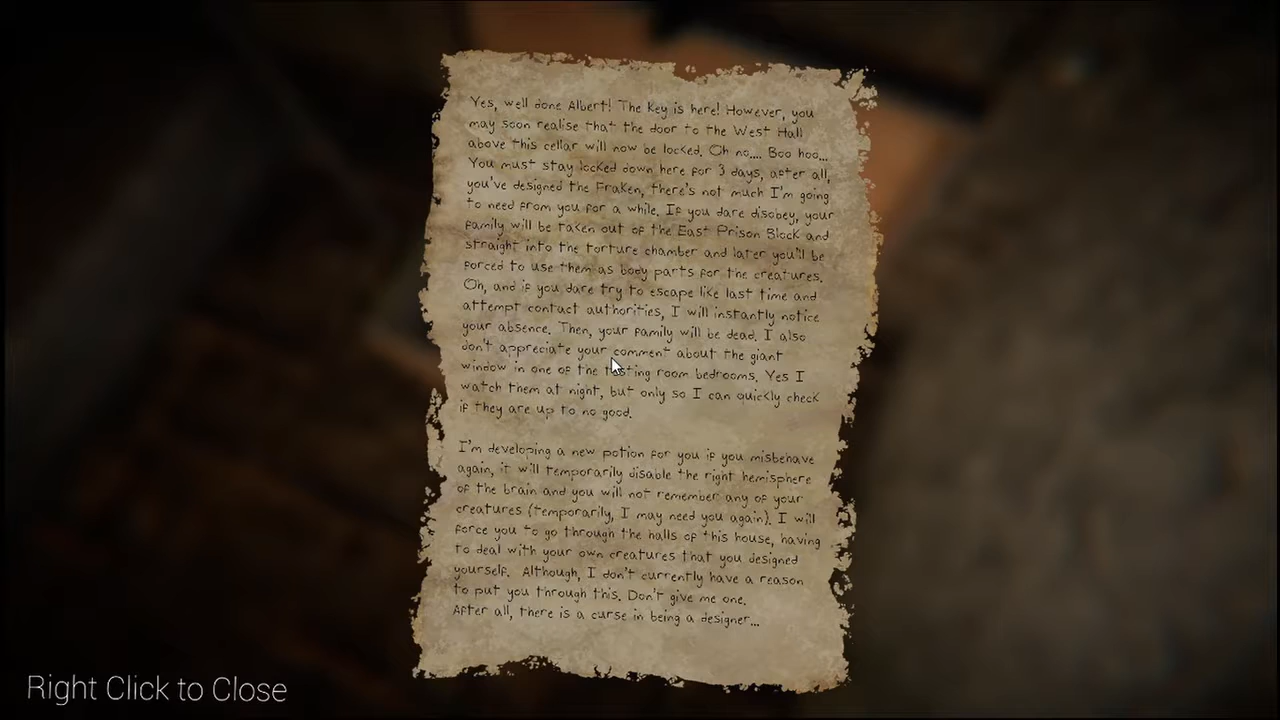 Yes, well done Albert! The Key is here! However, you
may soon realise that the door to the West Hall
above this cellar will now be locked. Oh no.... Boo hoo...
You must stay locked down here for 3 days, after all,
you've designed the Fraken, there's not much I'm going
to need from you for a while. If you dare disobey, your
family will be taken out of the East Prison Block and
straight into the torture chamber and later you'll be
forced to use them as body parts for the creatures.
Oh, and if you dare try to escape like last time and
attempt contact authorities, I will instantly notice
your absence. Then, your family will be dead. I also
don't appreciate your comment about the giant
window in one of the testing room bedrooms. Yes I
watch them at night, but only so I can quickly check
if they are up to no good.
I'm developing a new potion for you if you misbehave
again, it will temporarily disable the right hemisphere
of the brain and you will not remember any of your
creatures (temporarily, I may need you again). I will
force you to go through the halls of this house, having
to deal with your own creatures that you designed
yourself. Although, I don't currently have a reason
to put you through this. Don't give me one.
After all, there is a curse in being a designer...
Right Click to Close